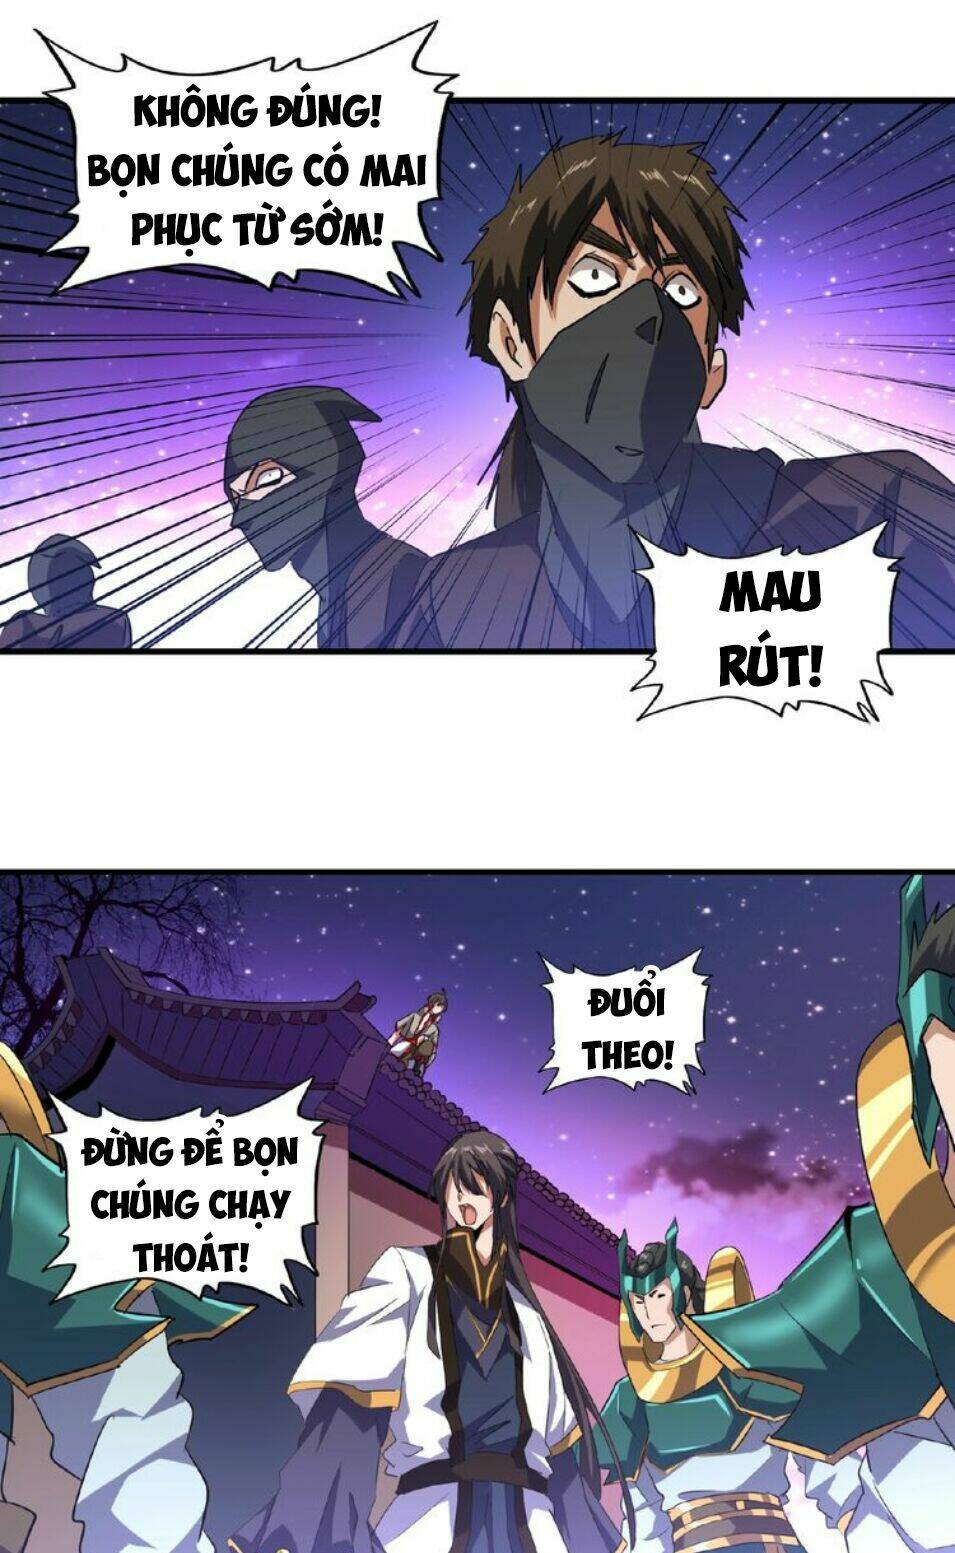 KHÔNG ĐÚNG!
BỌN CHÚNG CÓ MAI
PHỤC TỪ SỚM!
MAU
RÚT!
ĐUỔI
THEO!
ĐỪNG ĐỂ BỌN
CHÚNG CHẠY
THOÁT!